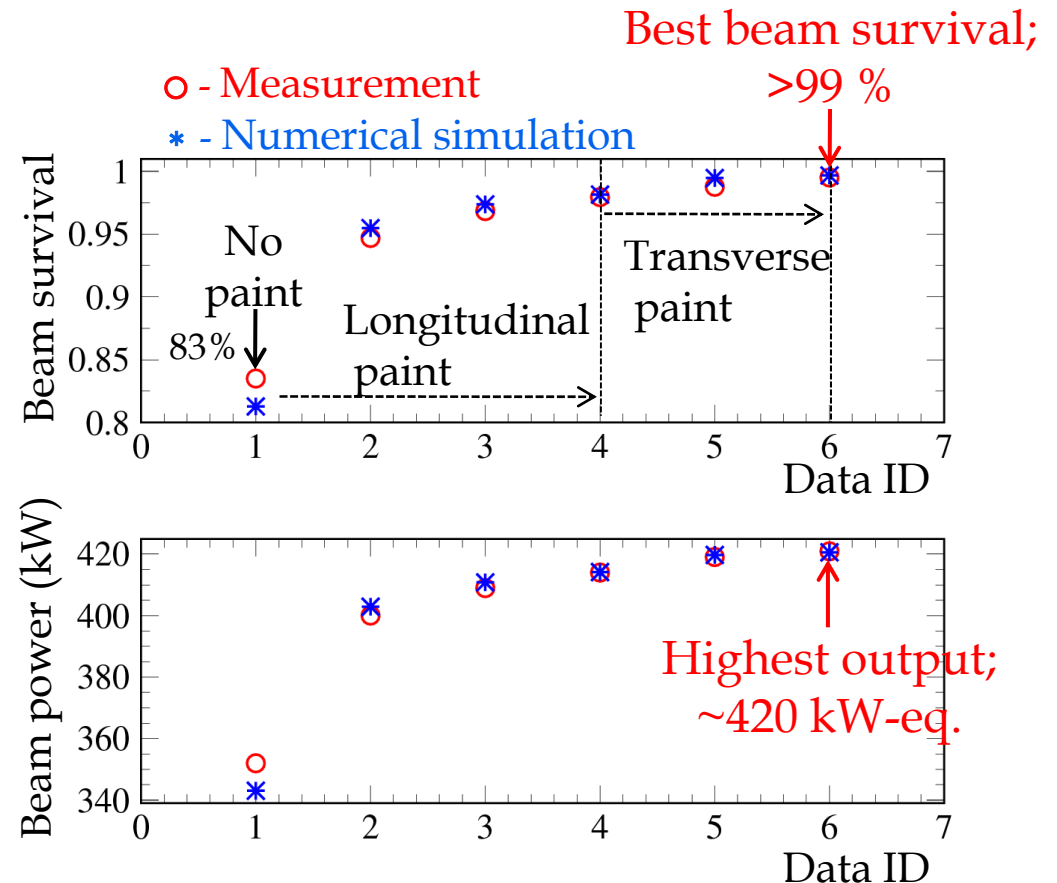 Best beam survival;
>99 %
- Measurement
- Numerical simulation
Beam survival
1
0.95
0.9
0.85
0.8
No
paint
83%
Longitudinal
paint
Transverse
paint
0 1 2 3 4 5 6 7
Data ID
Beam power (kW)
420
400
380
360
340
Highest output;
~420 kW-eq.
0 1 2 3 4 5 6 7
Data ID